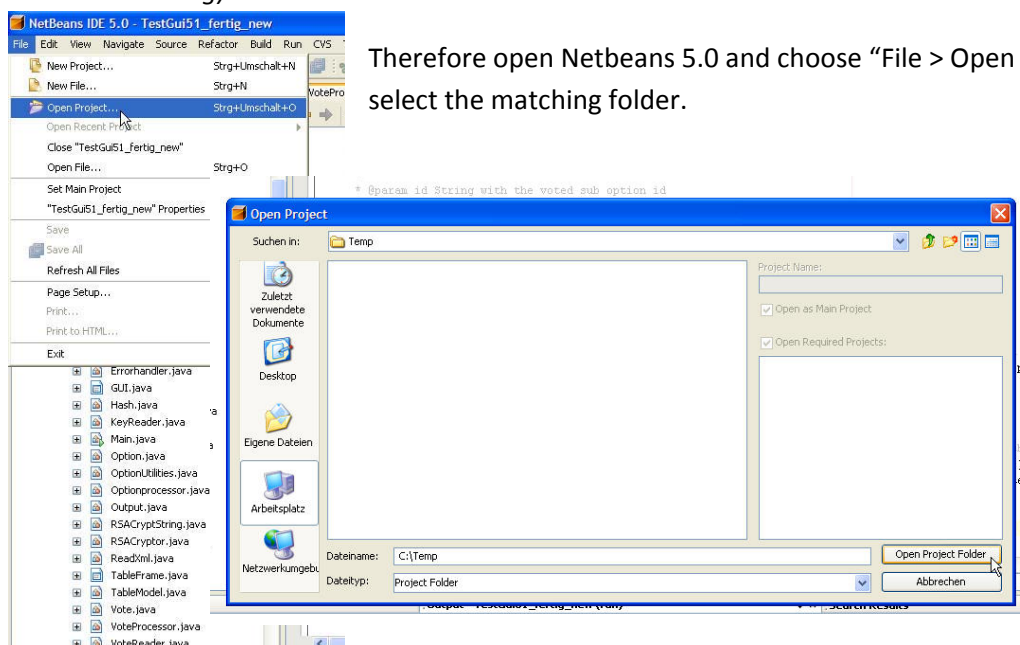 NetBeans IDE 5.0 - TestGui51_fertig_new
File Edit View Navigate Source Refactor Build Run CVS
New Project... Strg+Umschalt+N
New File... Strg+N
Open Project... Strg+Umschalt+O
Open Recent Project
Close "TestGui51_fertig_new"
Open File... Strg+O
Set Main Project
"TestGui51_fertig_new" Properties
Save
Save All
Refresh All Files
Page Setup...
Print...
Print to HTML...
Exit
VotePro
Therefore open Netbeans 5.0 and choose “File > Open
select the matching folder.
* @param id String with the voted sub option id
Errorhandler.java
GUI.java
Hash.java
KeyReader.java
Main.java
Option.java
OptionUtilities.java
Optionprocessor.java
Output.java
RSACryptString.java
RSACryptor.java
ReadXml.java
TableFrame.java
TableModel.java
Vote.java
VoteProcessor.java
VoteReader.java
Open Project
Suchen in: Temp
Zuletzt
verwendete
Dokumente
Desktop
Eigene Dateien
Arbeitsplatz
Netzwerkumgebu
Project Name:
Open as Main Project
Open Required Projects:
Dateiname: C:\Temp Open Project Folder
Dateityp: Project Folder Abbrechen
Search Results